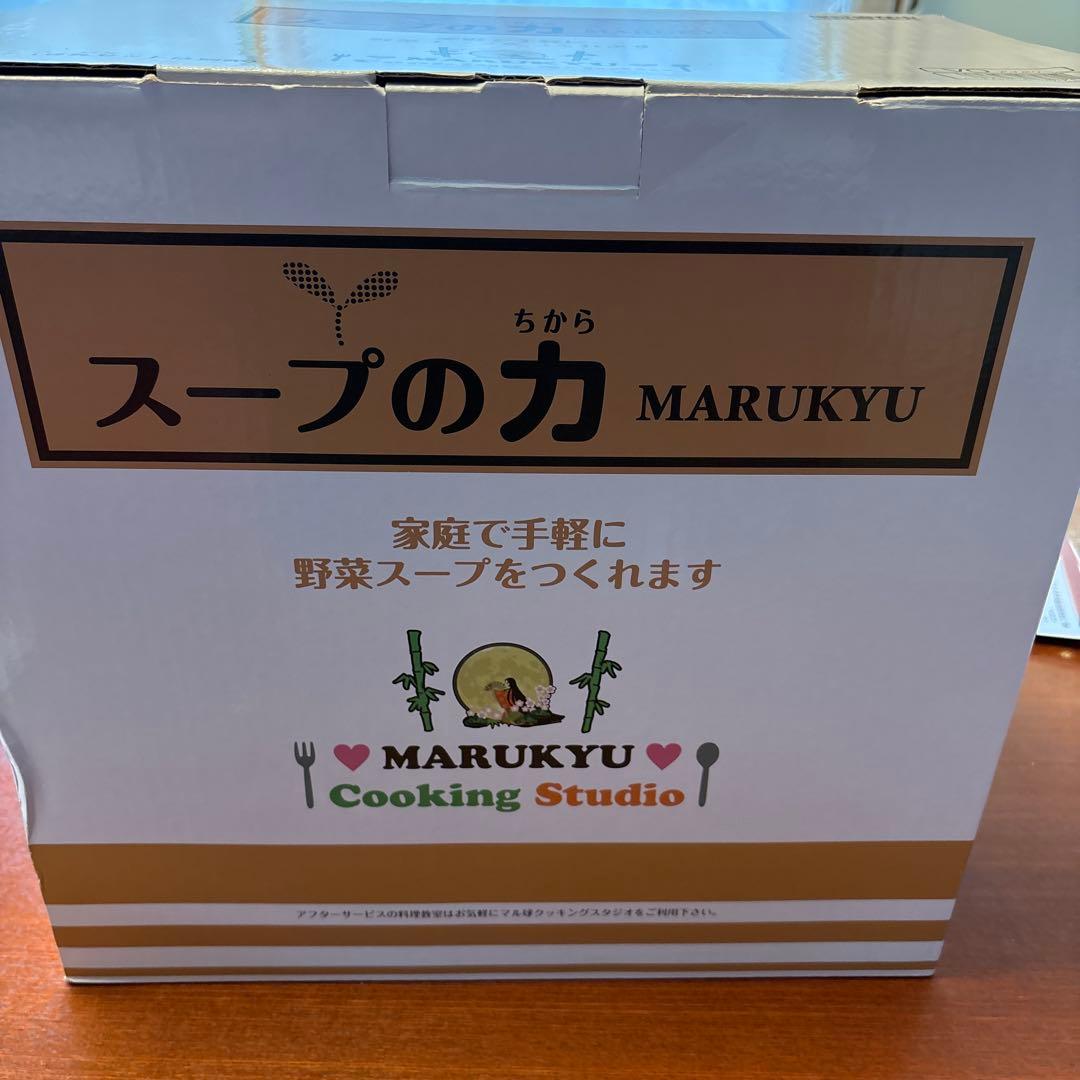 ちから
スープの力 MARUKYU
家庭で手軽に
野菜スープをつくれます
MARUKYU
Cooking Studio
アフターサービスの料理教室はお気軽にマル球クッキングスタジオをご利用下さい。